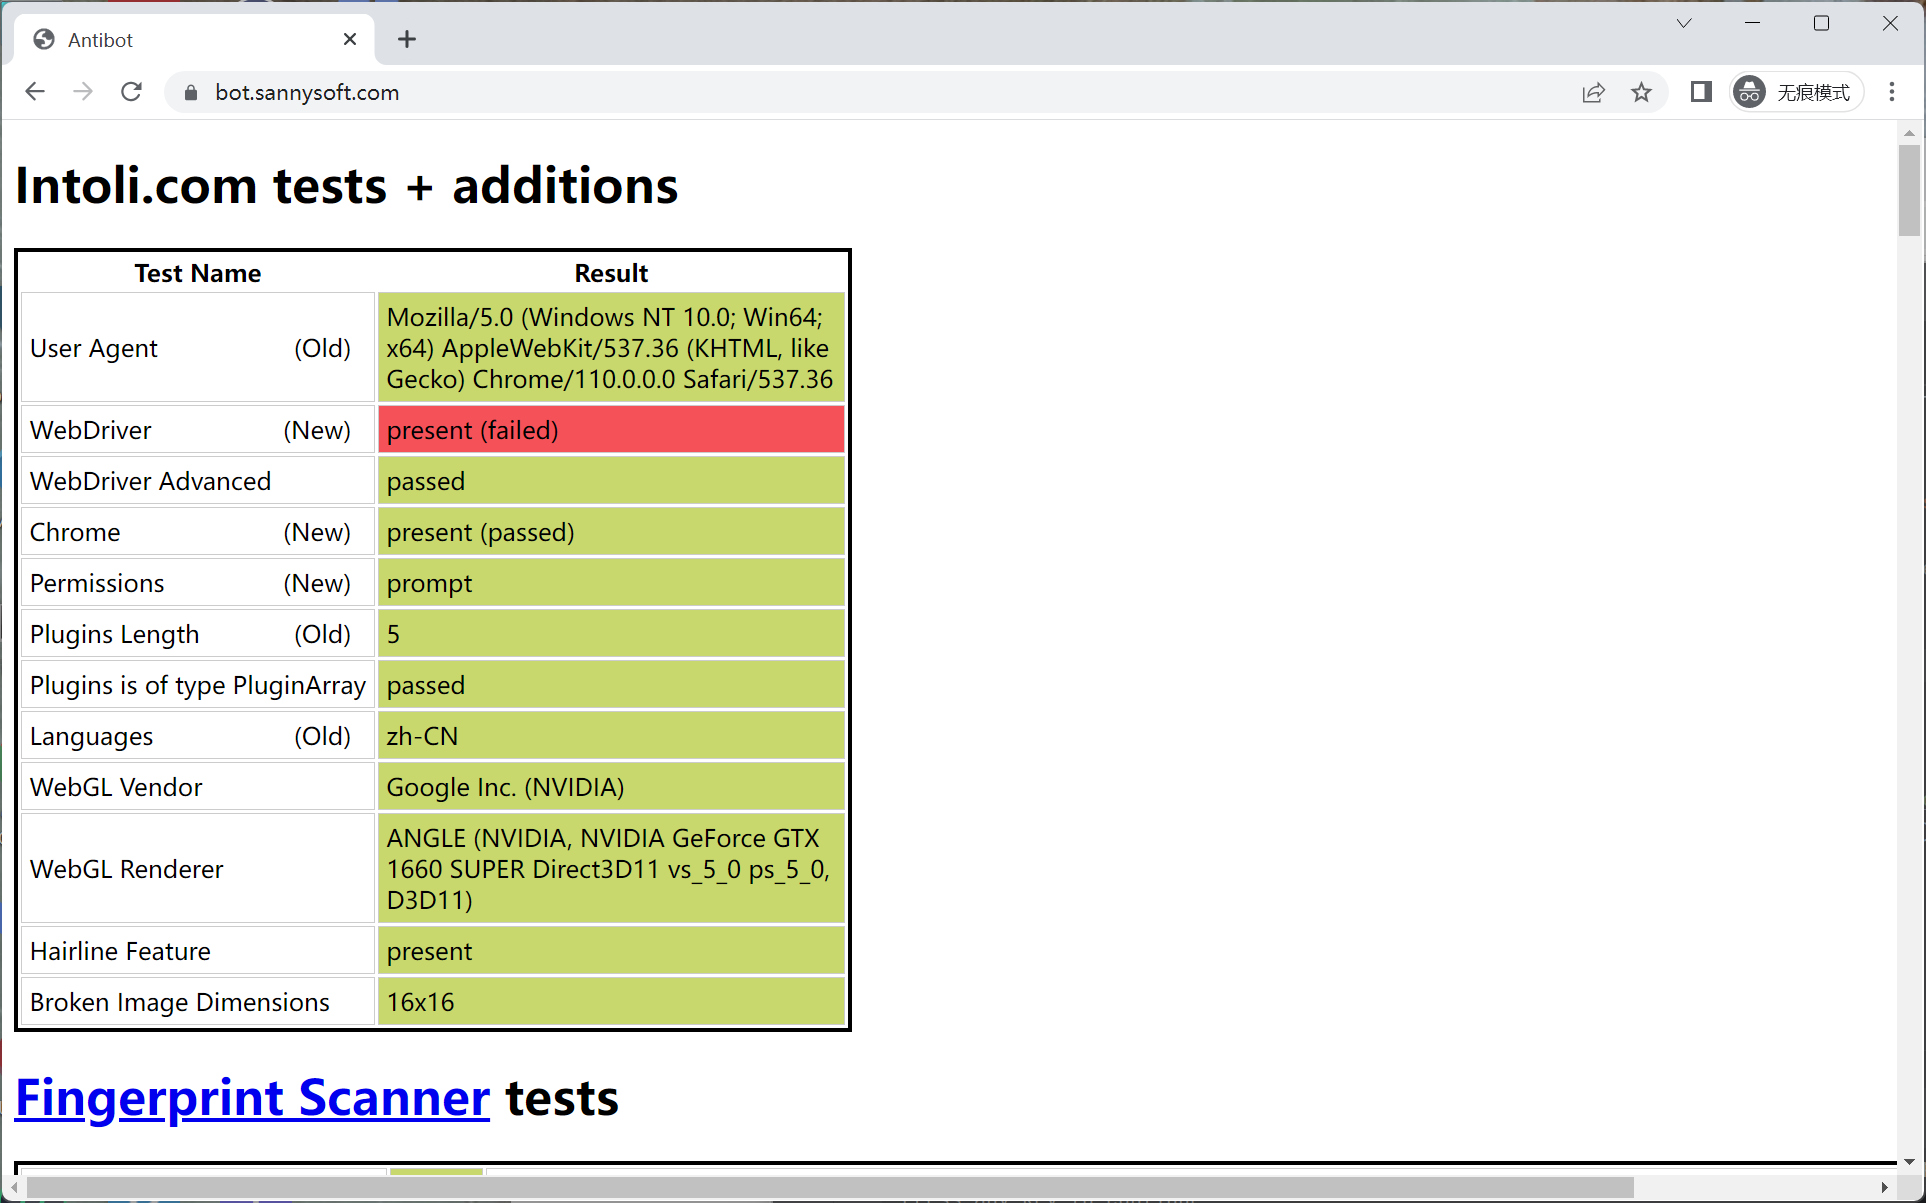 Antibot
bot.sannysoft.com
无痕模式
Intoli.com tests + additions
Test Name Result
User Agent (Old) Mozilla/5.0 (Windows NT 10.0; Win64;
x64) AppleWebKit/537.36 (KHTML, like
Gecko) Chrome/110.0.0.0 Safari/537.36
WebDriver (New) present (failed)
WebDriver Advanced passed
Chrome (New) present (passed)
Permissions (New) prompt
Plugins Length (Old) 5
Plugins is of type PluginArray passed
Languages (Old) zh-CN
WebGL Vendor Google Inc. (NVIDIA)
WebGL Renderer ANGLE (NVIDIA, NVIDIA GeForce GTX
1660 SUPER Direct3D11 vs_5_0 ps_5_0,
D3D11)
Hairline Feature present
Broken Image Dimensions 16x16
Fingerprint Scanner tests